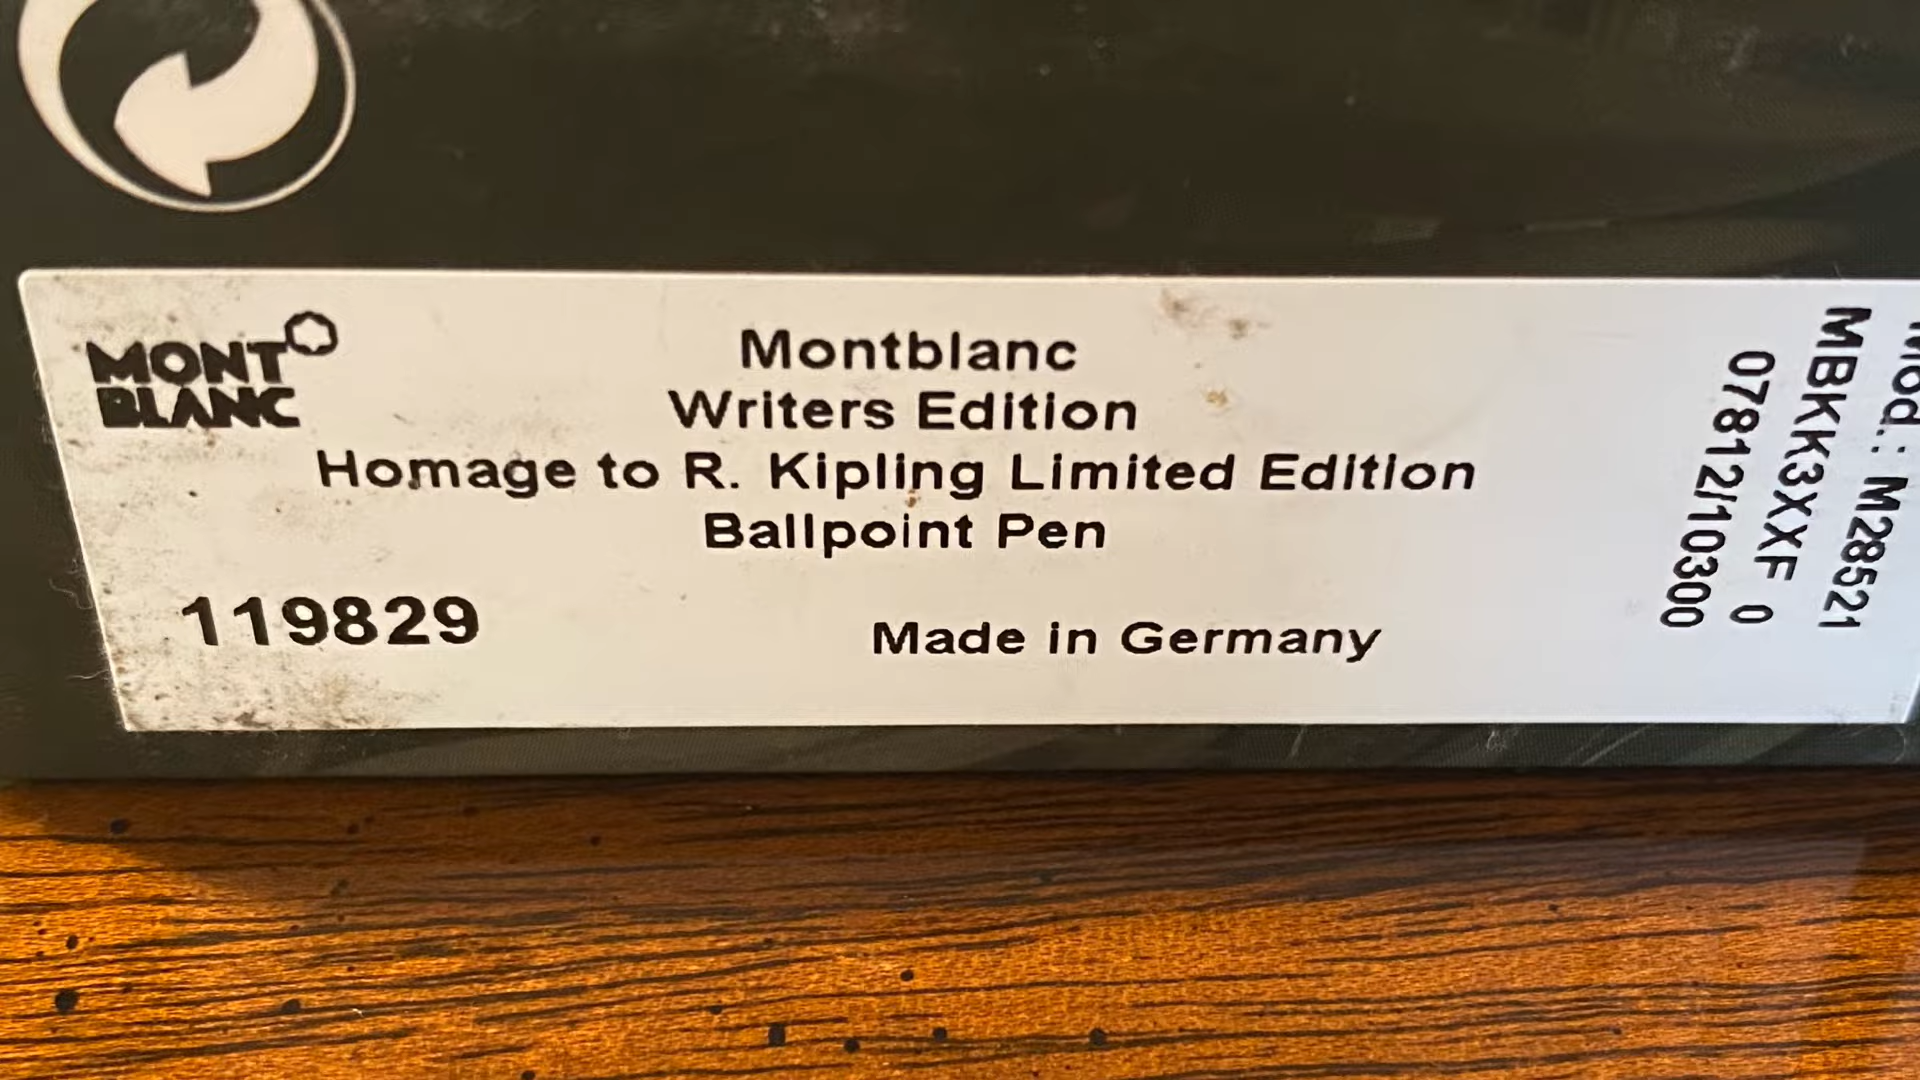 MONT
BLANC
Montblanc
Writers Edition
Homage to R. Kipling Limited Edition
Ballpoint Pen
119829
Made in Germany
Mod.: M28521
MBKK3XXF 0
07812/10300